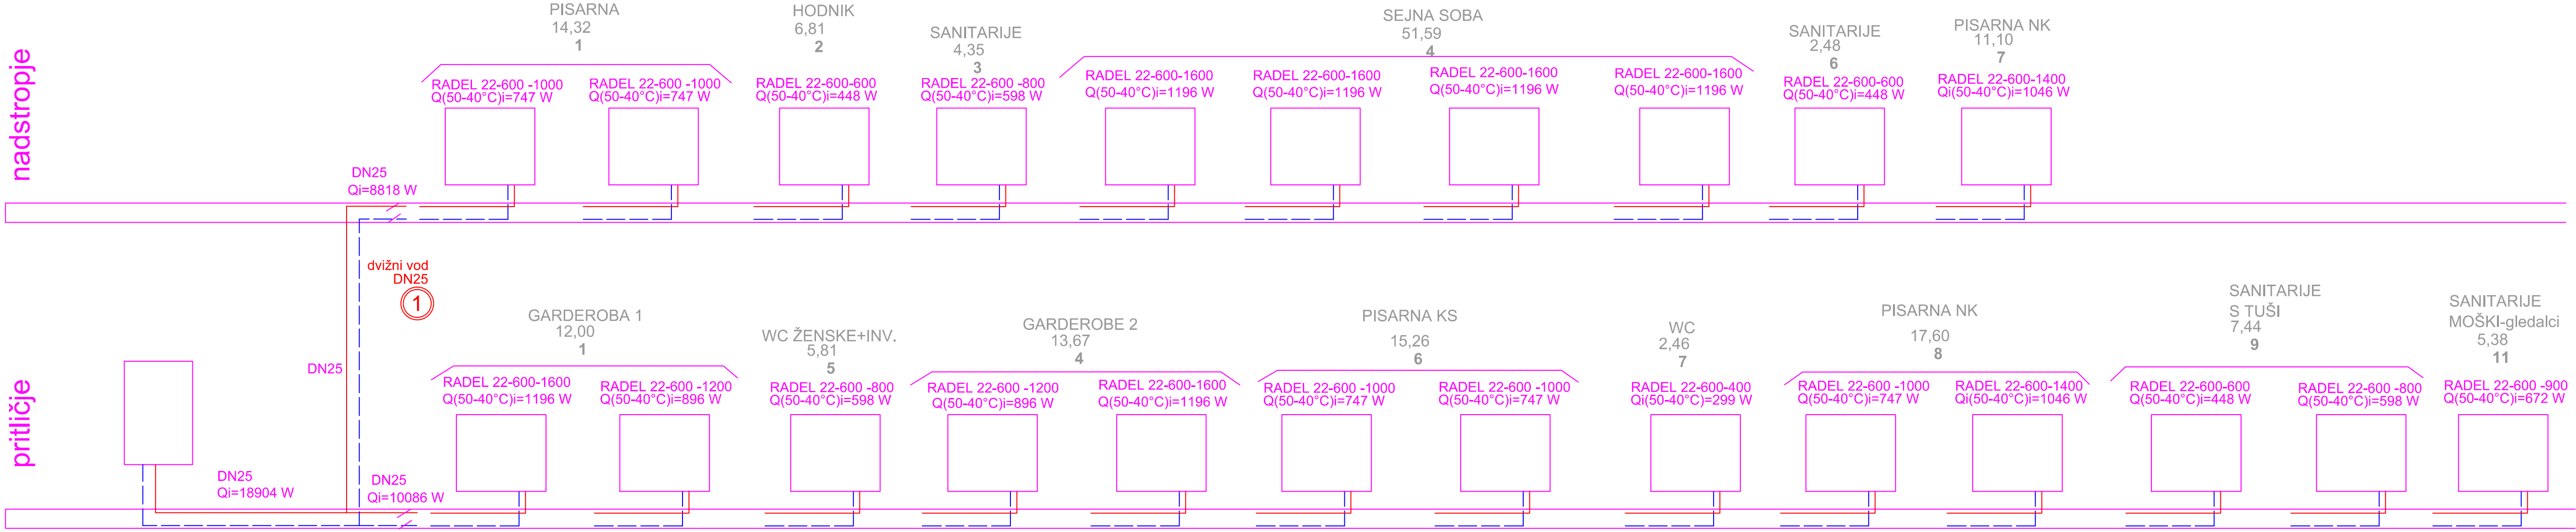 nadstropje
PISARNA
14,32
1
RADEL 22-600 -1000
Q(50-40°C)i=747 W
RADEL 22-600 -1000
Q(50-40°C)i=747 W
HODNIK
6,81
2
RADEL 22-600-600
Q(50-40°C)i=448 W
SANITARIJE
4,35
3
RADEL 22-600 -800
Q(50-40°C)i=598 W
SEJNA SOBA
51,59
4
RADEL 22-600-1600
Q(50-40°C)i=1196 W
RADEL 22-600-1600
Q(50-40°C)i=1196 W
RADEL 22-600-1600
Q(50-40°C)i=1196 W
RADEL 22-600-1600
Q(50-40°C)i=1196 W
SANITARIJE
2,48
6
RADEL 22-600-600
Q(50-40°C)i=448 W
PISARNA NK
11,10
7
RADEL 22-600-1400
Qi(50-40°C)i=1046 W
DN25
Qi=8818 W
dvižni vod
DN25
1
DN25
pritličje
DN25
Qi=18904 W
DN25
Qi=10086 W
GARDEROBA 1
12,00
1
RADEL 22-600-1600
Q(50-40°C)i=1196 W
RADEL 22-600 -1200
Q(50-40°C)i=896 W
WC ŽENSKE+INV.
5,81
5
RADEL 22-600 -800
Q(50-40°C)i=598 W
GARDEROBE 2
13,67
4
RADEL 22-600 -1200
Q(50-40°C)i=896 W
RADEL 22-600-1600
Q(50-40°C)i=1196 W
PISARNA KS
15,26
6
RADEL 22-600 -1000
Q(50-40°C)i=747 W
RADEL 22-600 -1000
Q(50-40°C)i=747 W
WC
2,46
7
RADEL 22-600-400
Qi(50-40°C)=299 W
PISARNA NK
17,60
8
RADEL 22-600 -1000
Q(50-40°C)i=747 W
RADEL 22-600-1400
Qi(50-40°C)i=1046 W
SANITARIJE
S TUŠI
7,44
9
RADEL 22-600-600
Q(50-40°C)i=448 W
RADEL 22-600 -800
Q(50-40°C)i=598 W
SANITARIJE
MOŠKI-gledalci
5,38
11
RADEL 22-600 -900
Q(50-40°C)i=672 W